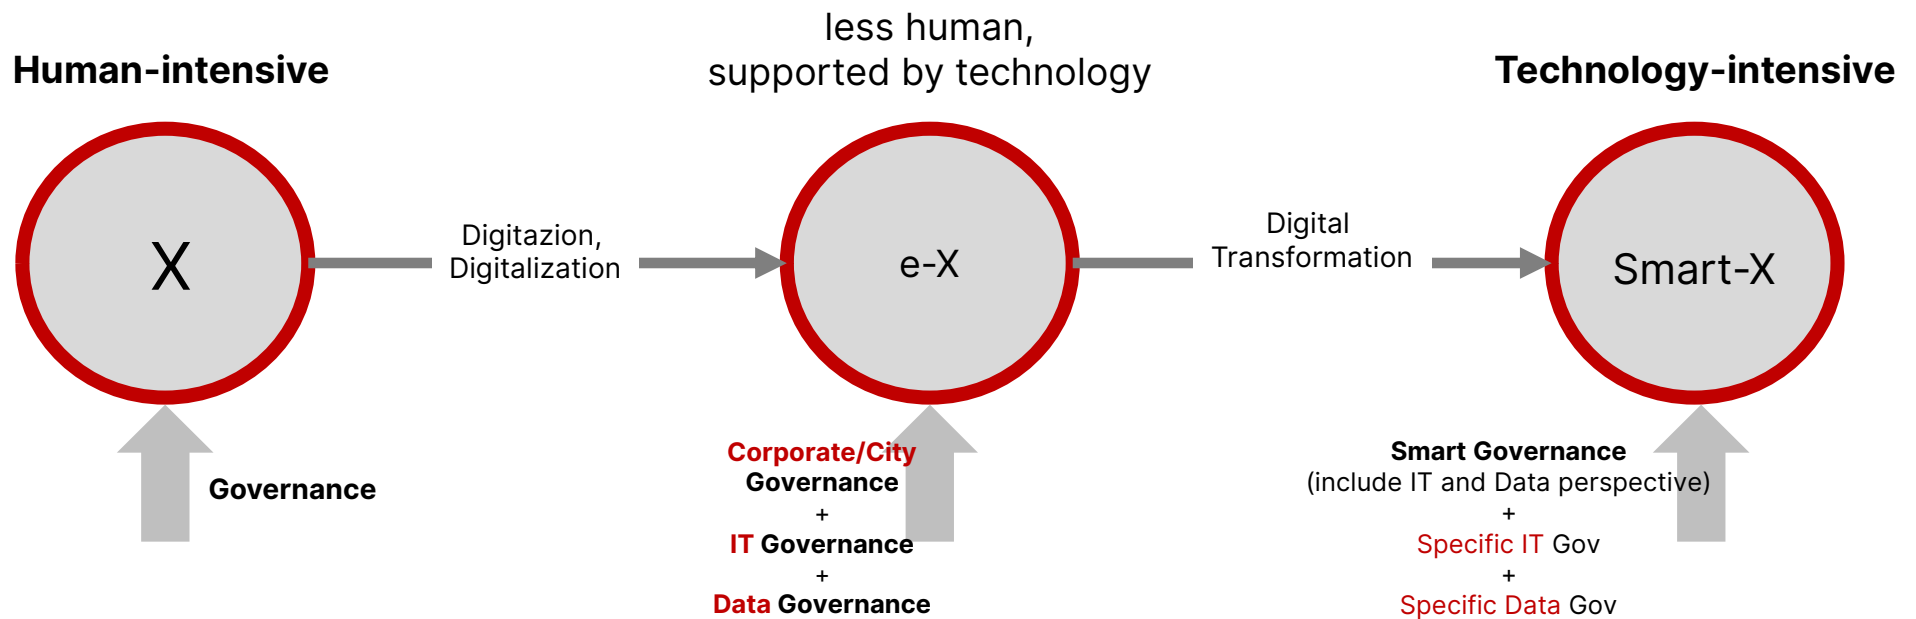 Human-intensive
less human,
supported by technology
Technology-intensive
X
Digitazion,
Digitalization
e-X
Digital
Transformation
Smart-X
Governance
Corporate/City
Governance
+
IT Governance
+
Data Governance
Smart Governance
(include IT and Data perspective)
+
Specific IT Gov
+
Specific Data Gov